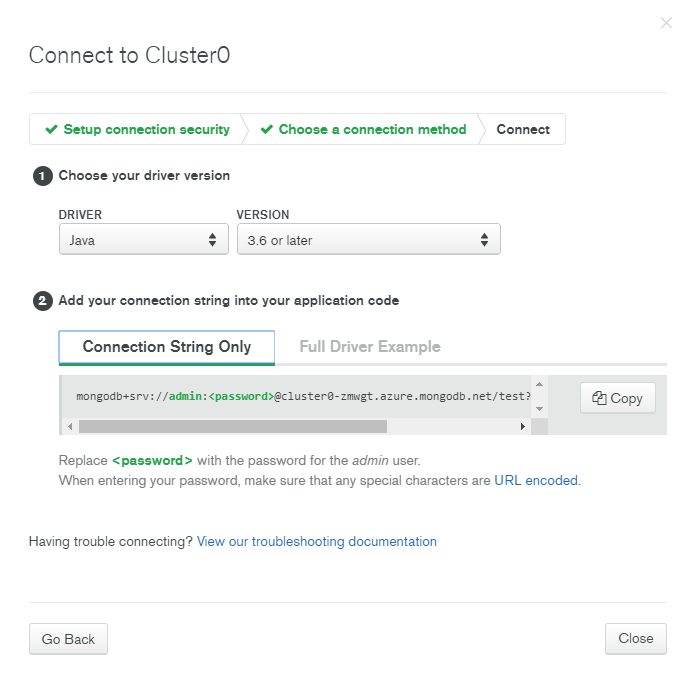 Connect to Cluster0
Setup connection security
Choose a connection method
Connect
1 Choose your driver version
DRIVER
VERSION
Java
3.6 or later
2 Add your connection string into your application code
Connection String Only
Full Driver Example
mongodb+srv://admin:<password>@cluster0-zmwgt.azure.mongodb.net/test?
Copy
Replace <password> with the password for the admin user.
When entering your password, make sure that any special characters are URL encoded.
Having trouble connecting? View our troubleshooting documentation
Go Back
Close